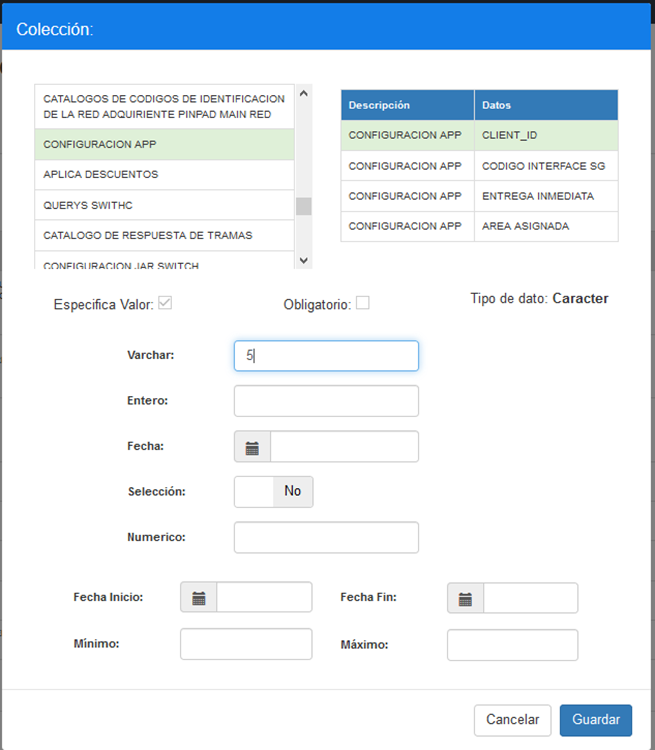 Colección:
CATALOGOS DE CODIGOS DE IDENTIFICACION
DE LA RED ADQUIRIENTE PINPAD MAIN RED
CONFIGURACION APP
APLICA DESCUENTOS
QUERYS SWITHC
CATALOGO DE RESPUESTA DE TRAMAS
CONFIGURACION JAR SWITCH
Descripción Datos
CONFIGURACION APP CLIENT_ID
CONFIGURACION APP CODIGO INTERFACE SG
CONFIGURACION APP ENTREGA INMEDIATA
CONFIGURACION APP AREA ASIGNADA
Especifica Valor: Obligatorio: Tipo de dato: Caracter
Varchar: 5
Entero:
Fecha:
Selección: No
Numerico:
Fecha Inicio: Fecha Fin:
Mínimo: Máximo:
Cancelar Guardar